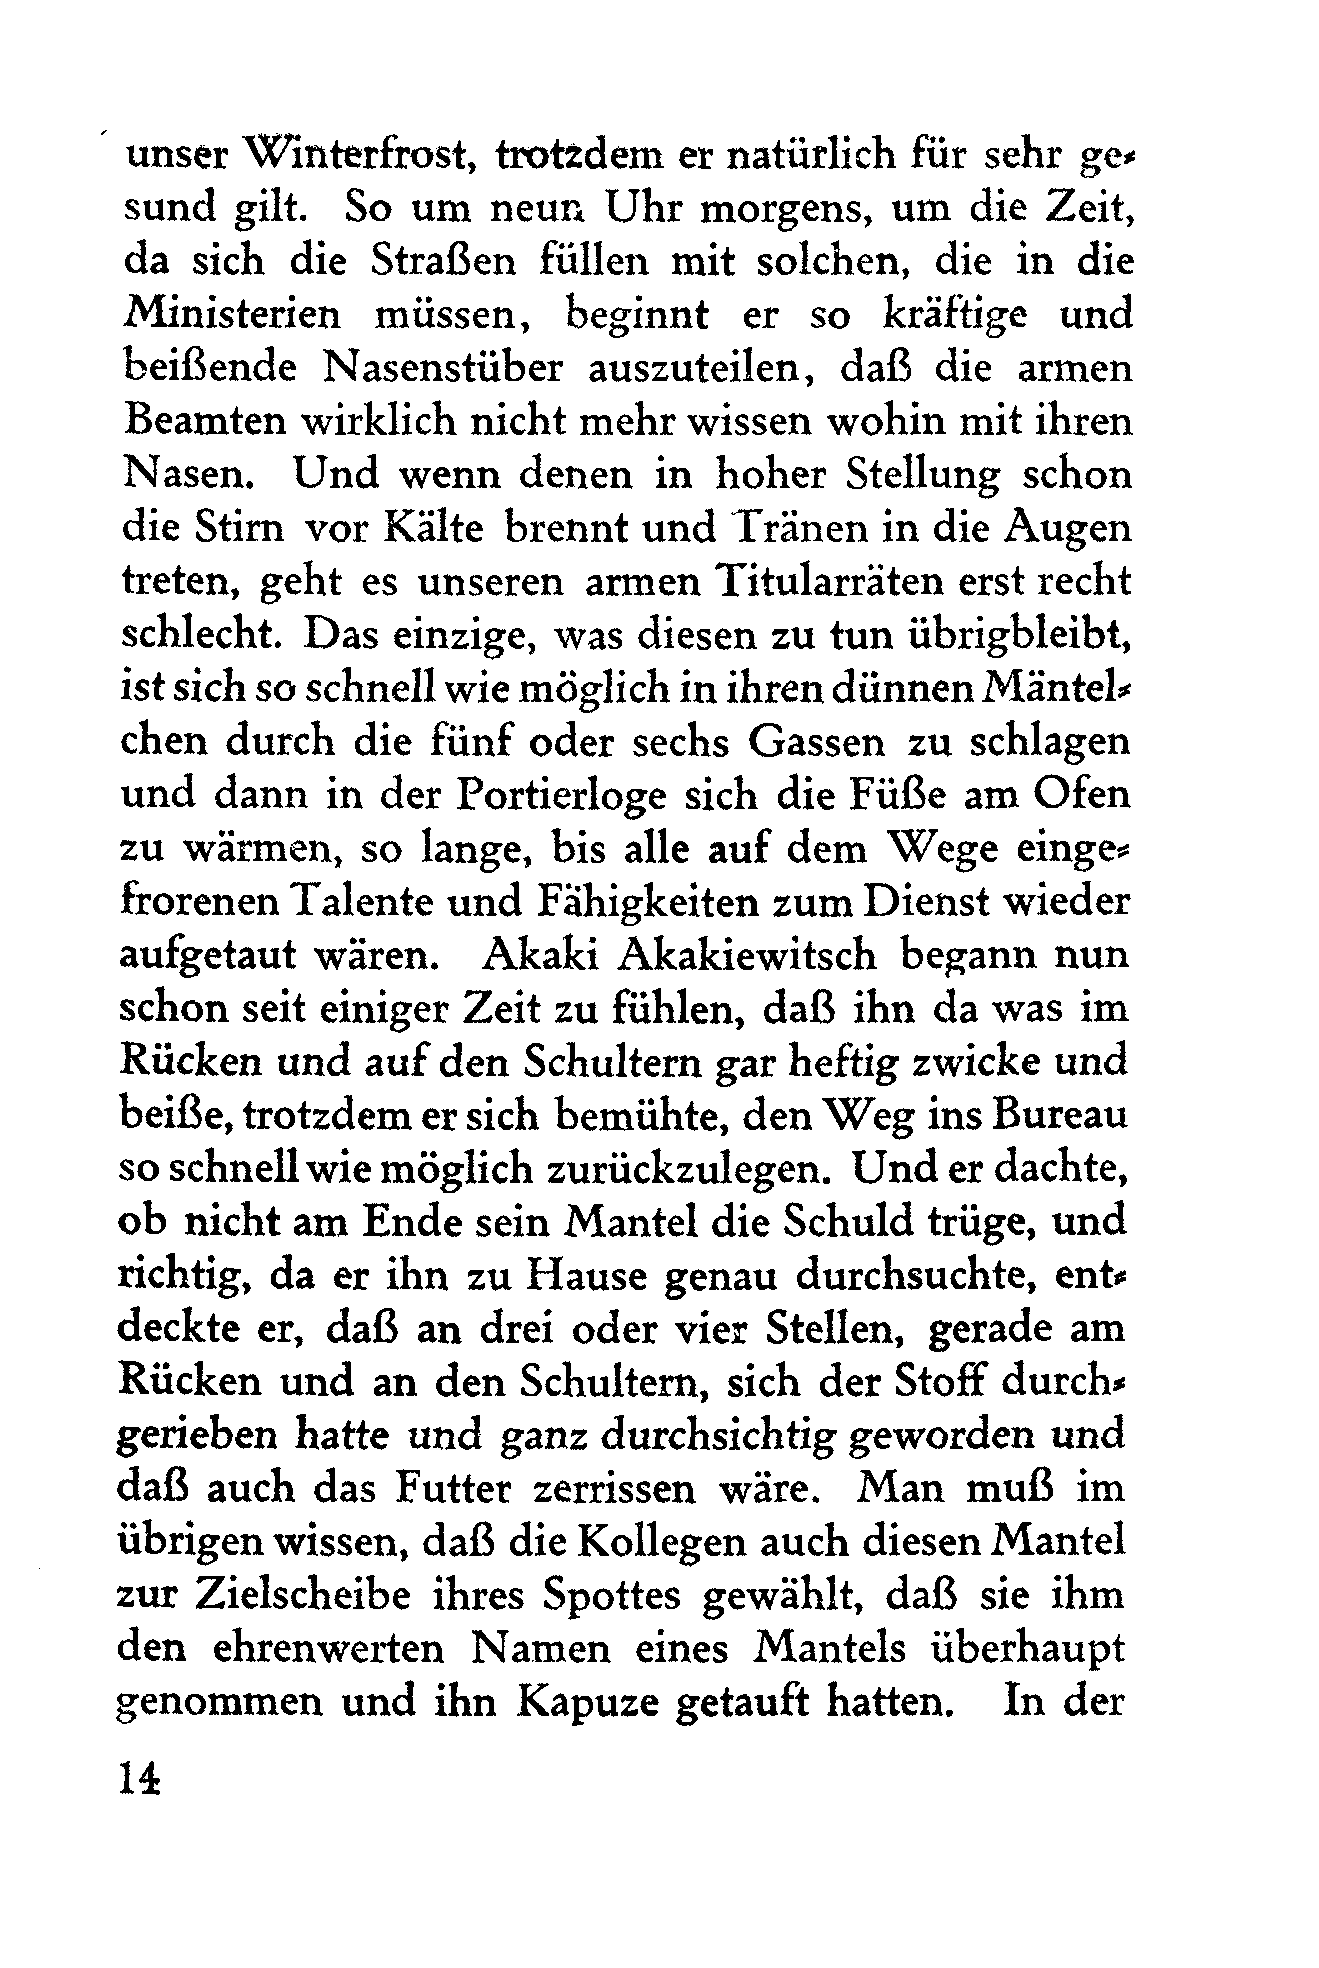 unser Winterfrost, trotzdem er natürlich für sehr ge-
sund gilt. So um neun Uhr morgens, um die Zeit,
da sich die Straßen füllen mit solchen, die in die
Ministerien müssen, beginnt er so kräftige und
beißende Nasenstüber auszuteilen, daß die armen
Beamten wirklich nicht mehr wissen wohin mit ihren
Nasen. Und wenn denen in hoher Stellung schon
die Stirn vor Kälte brennt und Tränen in die Augen
treten, geht es unseren armen Titularräten erst recht
schlecht. Das einzige, was diesen zu tun übrigbleibt,
ist sich so schnell wie möglich in ihren dünnen Mäntel-
chen durch die fünf oder sechs Gassen zu schlagen
und dann in der Portierloge sich die Füße am Ofen
zu wärmen, so lange, bis alle auf dem Wege einge-
frorenen Talente und Fähigkeiten zum Dienst wieder
aufgetaut wären. Akaki Akakiewitsch begann nun
schon seit einiger Zeit zu fühlen, daß ihn da was im
Rücken und auf den Schultern gar heftig zwicke und
beiße, trotzdem er sich bemühte, den Weg ins Bureau
so schnell wie möglich zurückzulegen. Und er dachte,
ob nicht am Ende sein Mantel die Schuld trüge, und
richtig, da er ihn zu Hause genau durchsuchte, ent-
deckte er, daß an drei oder vier Stellen, gerade am
Rücken und an den Schultern, sich der Stoff durch-
gerieben hatte und ganz durchsichtig geworden und
daß auch das Futter zerrissen wäre. Man muß im
übrigen wissen, daß die Kollegen auch diesen Mantel
zur Zielscheibe ihres Spottes gewählt, daß sie ihm
den ehrenwerten Namen eines Mantels überhaupt
genommen und ihn Kapuze getauft hatten. In der
14